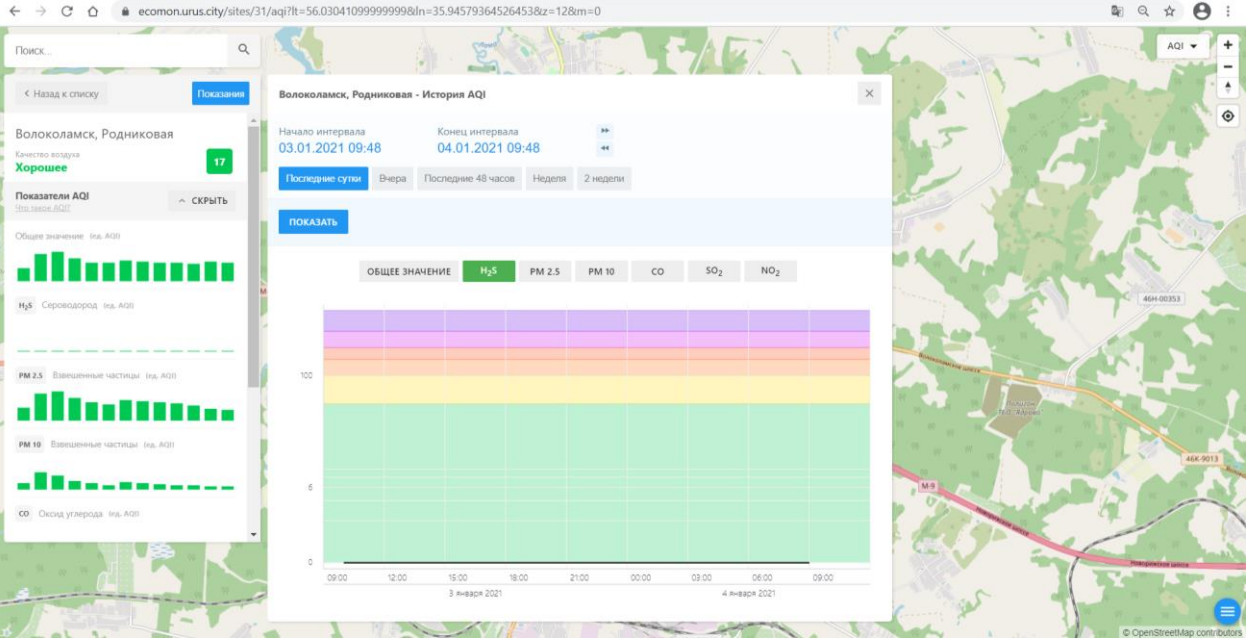 ecomon.urus.city/sites/31/aqi?lt=56.03041099999999&ln=35.94579364526453&z=12&m=0
Поиск...
AQI
Назад к списку
Показания
Волоколамск, Родниковая
Качество воздуха
Хорошее
17
Показатели AQI
Что такое AQI?
СКРЫТЬ
Общее значение (ед. AQI)
H₂S Сероводород (ед. AQI)
PM 2.5 Взвешенные частицы (ед. AQI)
PM 10 Взвешенные частицы (ед. AQI)
CO Оксид углерода (ед. AQI)
Волоколамск, Родниковая - История AQI
Начало интервала
Конец интервала
03.01.2021 09:48
04.01.2021 09:48
Последние сутки
Вчера
Последние 48 часов
Неделя
2 недели
ПОКАЗАТЬ
ОБЩЕЕ ЗНАЧЕНИЕ H₂S PM 2.5 PM 10 CO SO₂ NO₂
100
6
0
09:00 12:00 15:00 18:00 21:00 00:00 03:00 06:00 09:00
3 января 2021
4 января 2021
46Н-00353
Волоколамское шоссе
46К-9013
М-9
Новорижское шоссе
Новорижское шоссе
© OpenStreetMap contributors